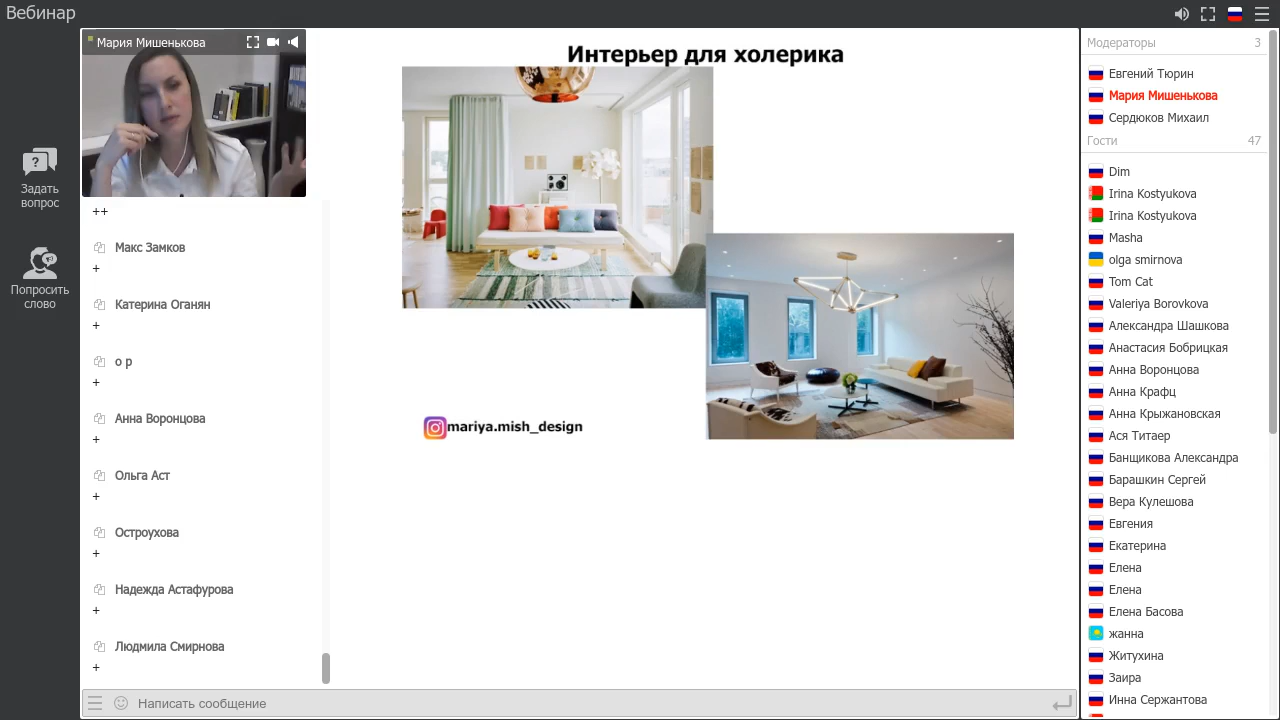 Вебинар
Мария Мишенькова
Задать
вопрос
Попросить
слово
++
Макс Замков
+
Катерина Оганян
+
о р
+
Анна Воронцова
+
Ольга Аст
+
Остроухова
+
Надежда Астафурова
+
Людмила Смирнова
+
Написать сообщение
Интерьер для холерика
mariya.mish_design
Модераторы 3
Евгений Тюрин
Мария Мишенькова
Сердюков Михаил
Гости 47
Dim
Irina Kostyukova
Irina Kostyukova
Masha
olga smirnova
Tom Cat
Valeriya Borovkova
Александра Шашкова
Анастасия Бобрицкая
Анна Воронцова
Анна Крафц
Анна Крыжановская
Ася Титаер
Банщикова Александра
Барашкин Сергей
Вера Кулешова
Евгения
Екатерина
Елена
Елена
Елена Басова
жанна
Житухина
Заира
Инна Сержантова